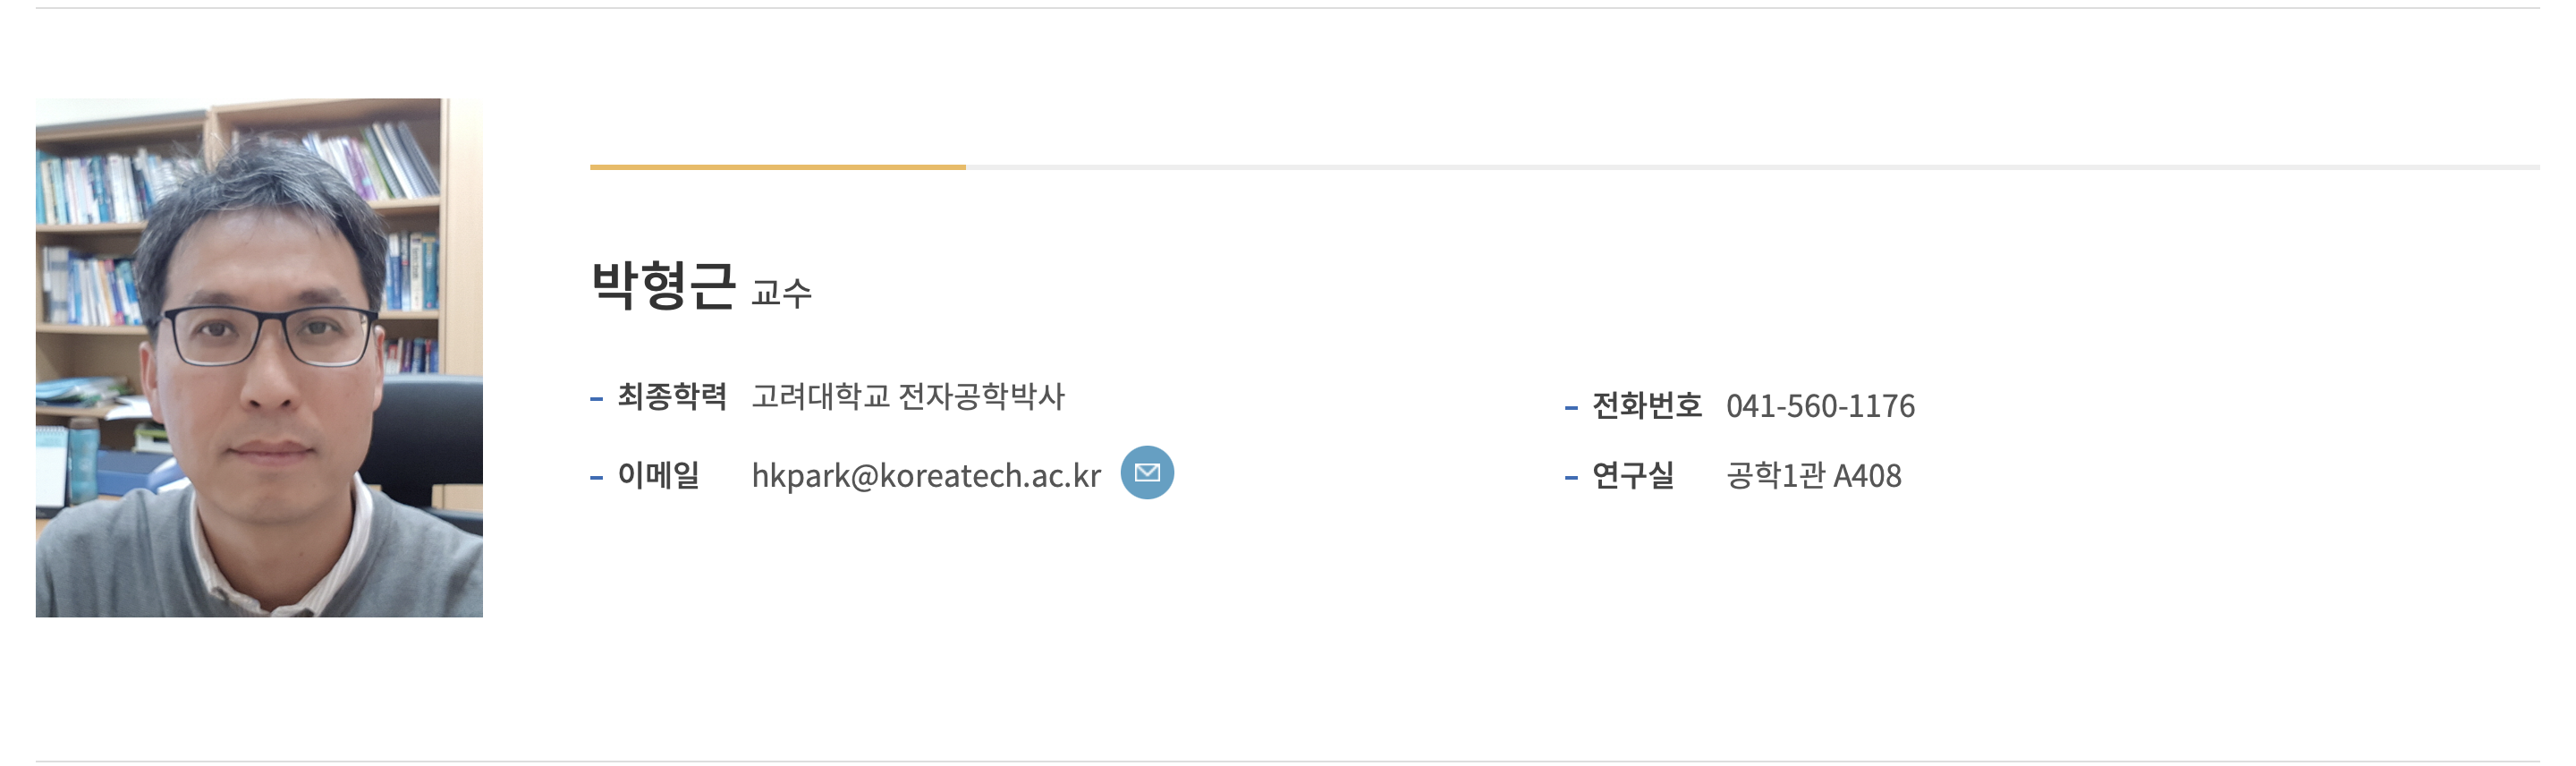 박형근 교수
최종학력 고려대학교 전자공학박사
전화번호 041-560-1176
이메일 hkpark@koreatech.ac.kr
연구실 공학1관 A408